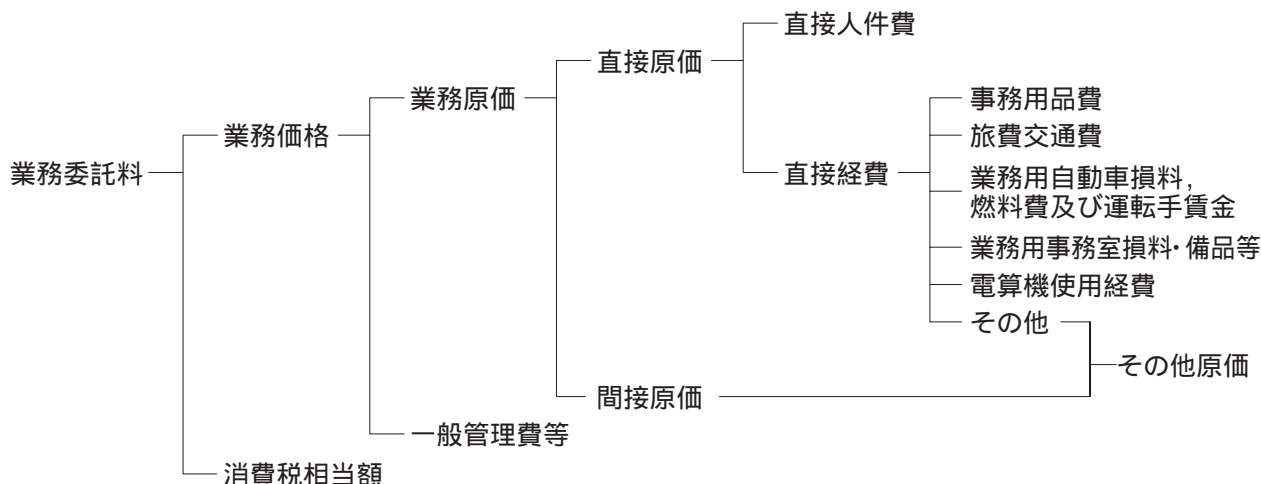 直接人件費
直接原価
業務原価
事務用品費
業務価格
旅費交通費
業務委託料
直接経費
業務用自動車損料,
燃料費及び運転手賃金
業務用事務室損料・備品等
電算機使用経費
その他
その他原価
間接原価
一般管理費等
消費税相当額